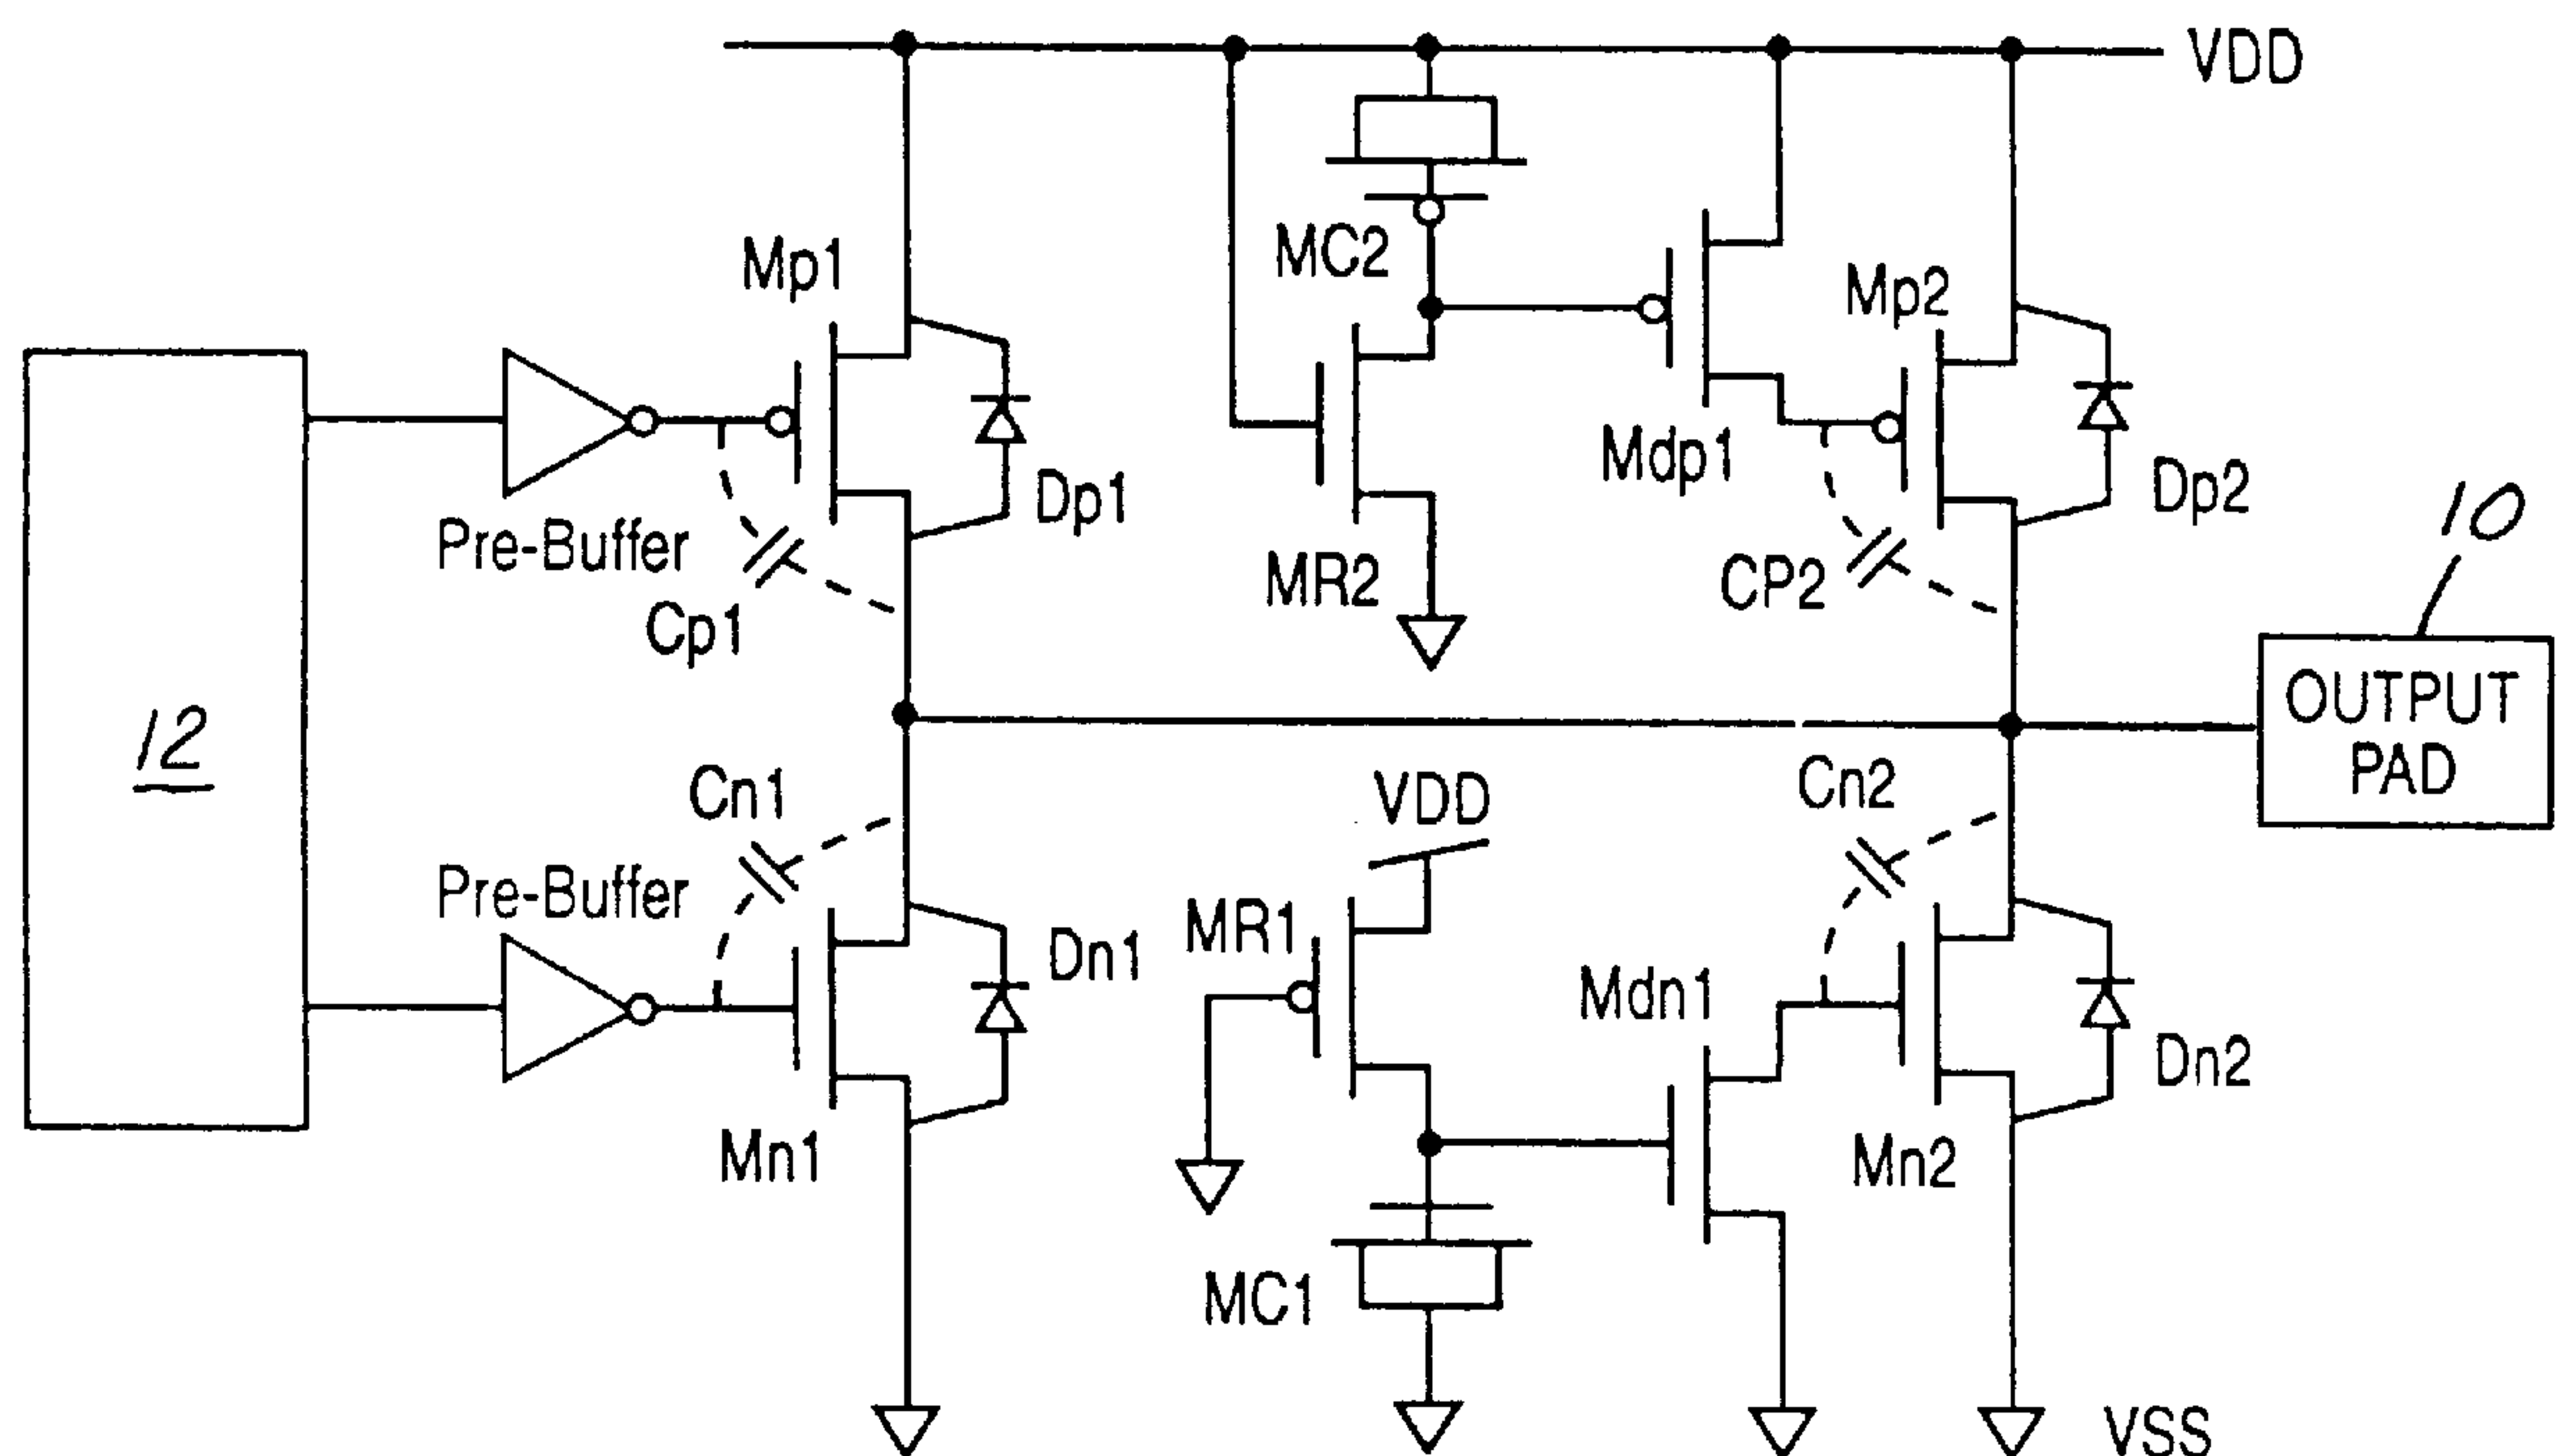 VDD
Mp1
MC2
Mp2
Mdp1
Dp1
Dp2
10
Pre-Buffer
MR2
CP2
Cp1
OUTPUT
PAD
12
Cn1
VDD
Cn2
Pre-Buffer
MR1
Dn1
Mdn1
Dn2
Mn1
Mn2
MC1
VSS